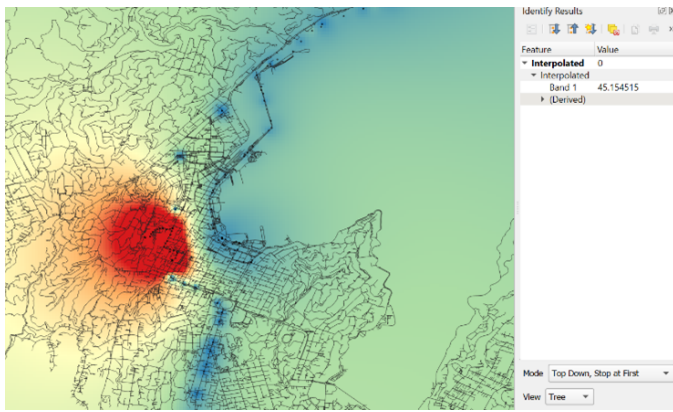 Identify Results
Feature Value
Interpolated 0
Interpolated
Band 1 45.154515
(Derived)
Mode Top Down, Stop at First
View Tree